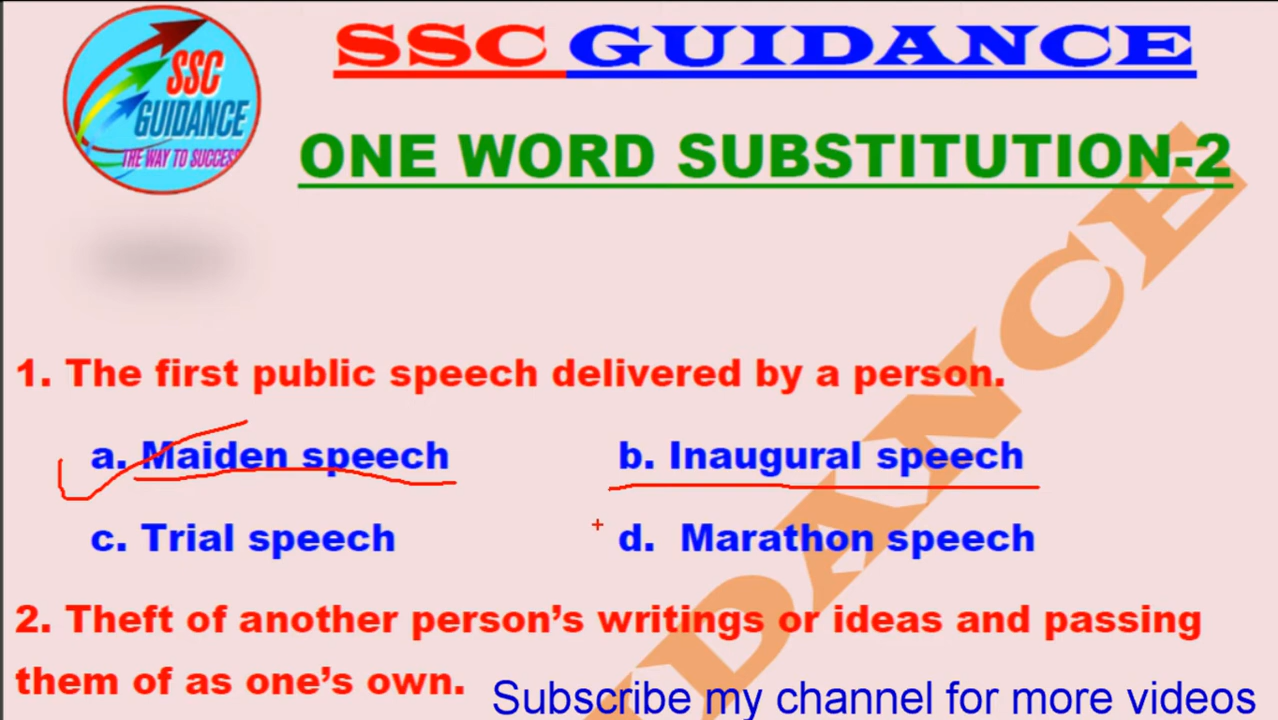 SSC GUIDANCE
SSC
GUIDANCE
THE WAY TO SUCCESS
ONE WORD SUBSTITUTION-2
1. The first public speech delivered by a person.
a. Maiden speech b. Inaugural speech
c. Trial speech d. Marathon speech
2. Theft of another person's writings or ideas and passing
them of as one's own.
Subscribe my channel for more videos
IDANCE